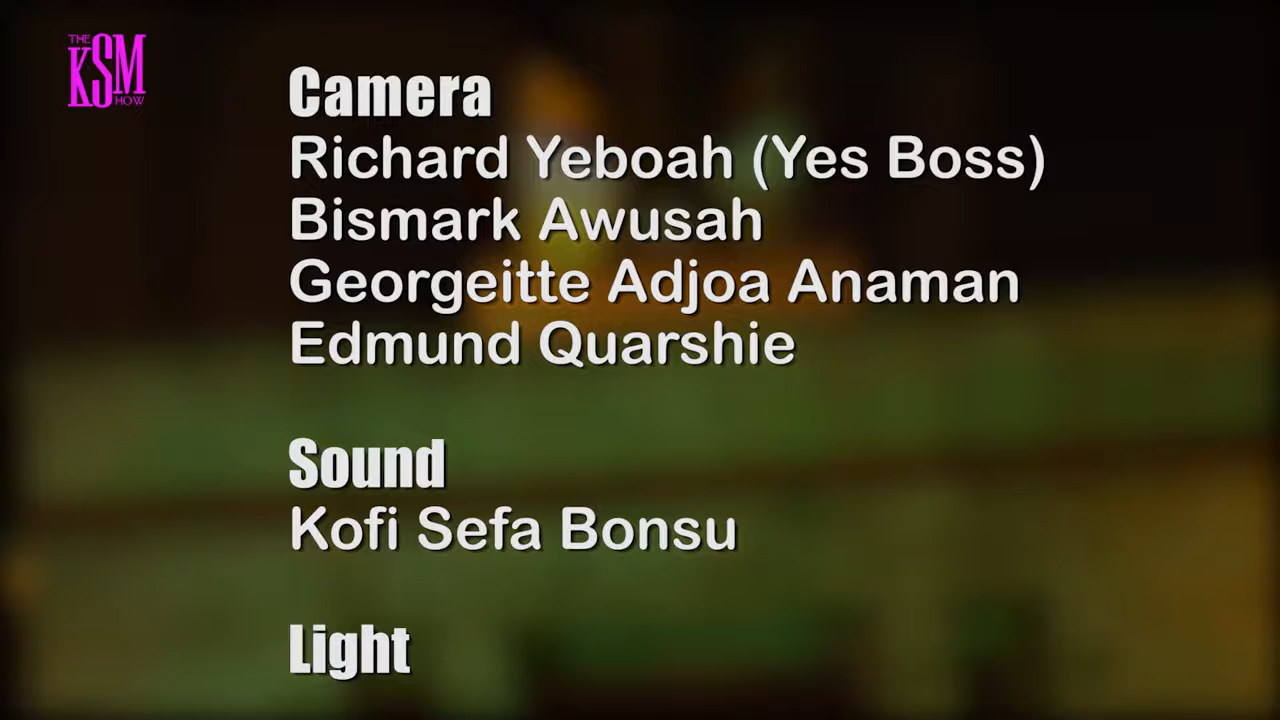 THE
KSM
SHOW
Camera
Richard Yeboah (Yes Boss)
Bismark Awusah
Georgeitte Adjoa Anaman
Edmund Quarshie
Sound
Kofi Sefa Bonsu
Light